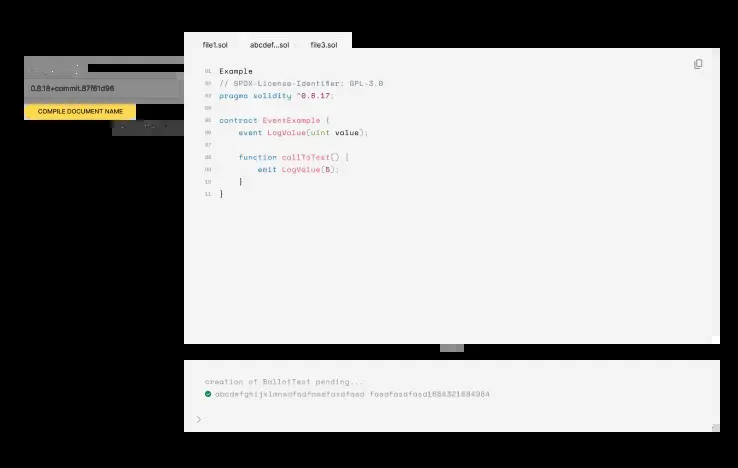 file1.sol abcdef...sol file3.sol
0.8.18+commit.87f61d96
COMPILE DOCUMENT NAME
01 Example
02 // SPDX-License-Identifier: GPL-3.0
03 pragma solidity ^0.8.17;
04
05 contract EventExample {
06 event LogValue(uint value);
07
08 function callToTest() {
09 emit LogValue(5);
10 }
11 }
creation of BallotTest pending...